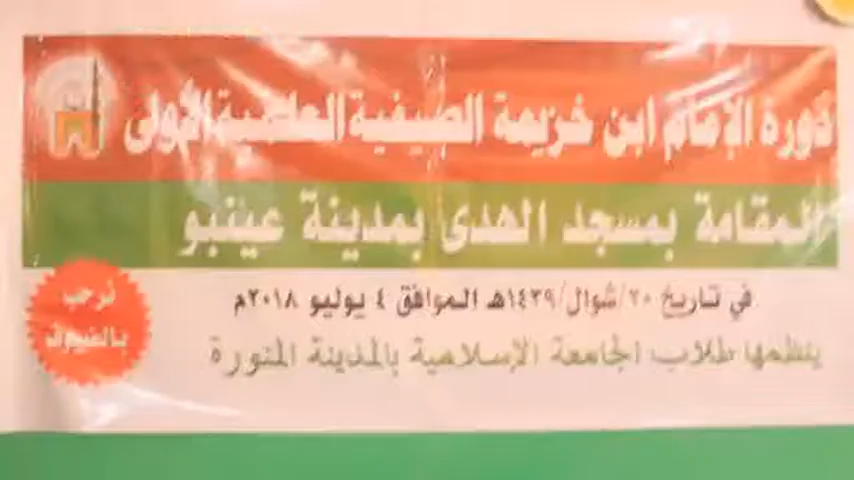 دورة الإمام ابن خزيمة الصيفية العلمية الأولى
المقامة بمسجد الهدى بمدينة عينبو
في تاريخ ٢٠/شوال/١٤٣٩هـ الموافق ٤ يوليو ٢٠١٨م
ينظمها طلاب الجامعة الإسلامية بالمدينة المنورة
نرحب
بالضيوف